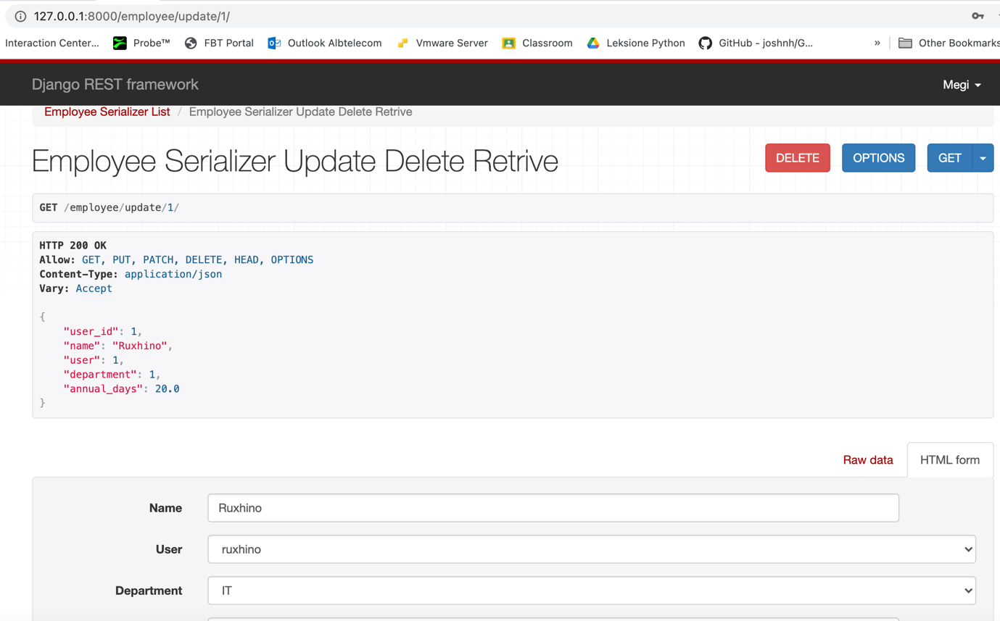 127.0.0.1:8000/employee/update/1/
Interaction Center... Probe™ FBT Portal Outlook Albtelecom Vmware Server Classroom Leksione Python GitHub - joshnh/G... » Other Bookmarks
Django REST framework Megi
Employee Serializer List / Employee Serializer Update Delete Retrive
Employee Serializer Update Delete Retrive DELETE OPTIONS GET
GET /employee/update/1/
HTTP 200 OK
Allow: GET, PUT, PATCH, DELETE, HEAD, OPTIONS
Content-Type: application/json
Vary: Accept
{
"user_id": 1,
"name": "Ruxhino",
"user": 1,
"department": 1,
"annual_days": 20.0
}
Raw data HTML form
Name Ruxhino
User ruxhino
Department IT